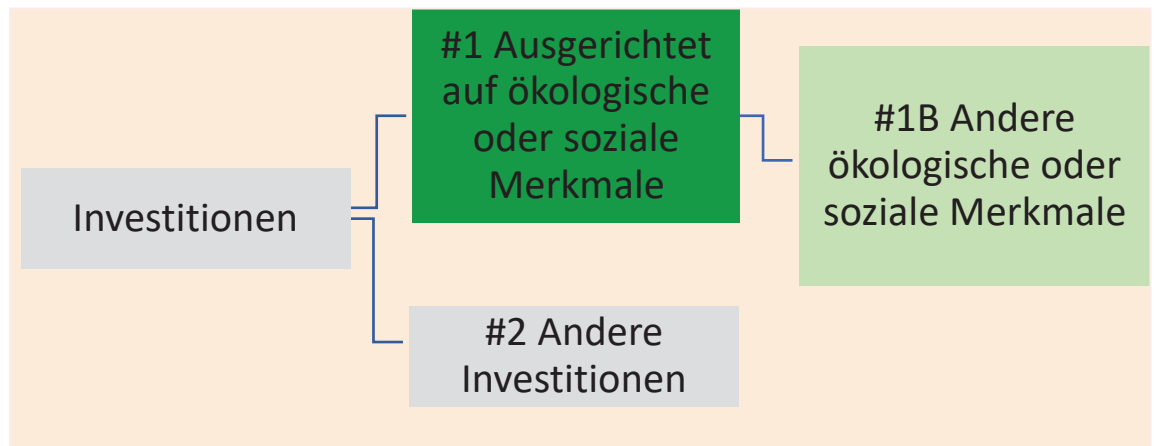 #1 Ausgerichtet
auf ökologische
oder soziale
Merkmale
#1B Andere
ökologische oder
soziale Merkmale
Investitionen
#2 Andere
Investitionen